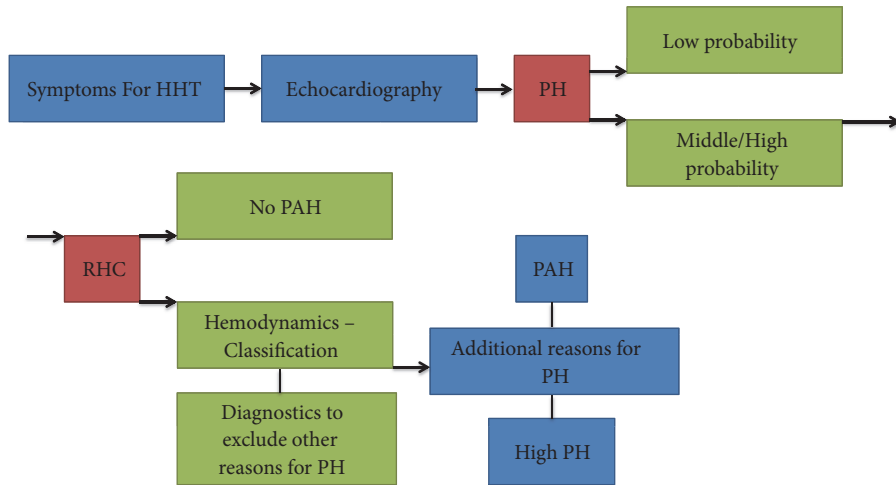 Symptoms For HHT
Echocardiography
PH
Low probability
Middle/High
probability
RHC
No PAH
Hemodynamics –
Classification
Diagnostics to
exclude other
reasons for PH
PAH
Additional reasons for
PH
High PH